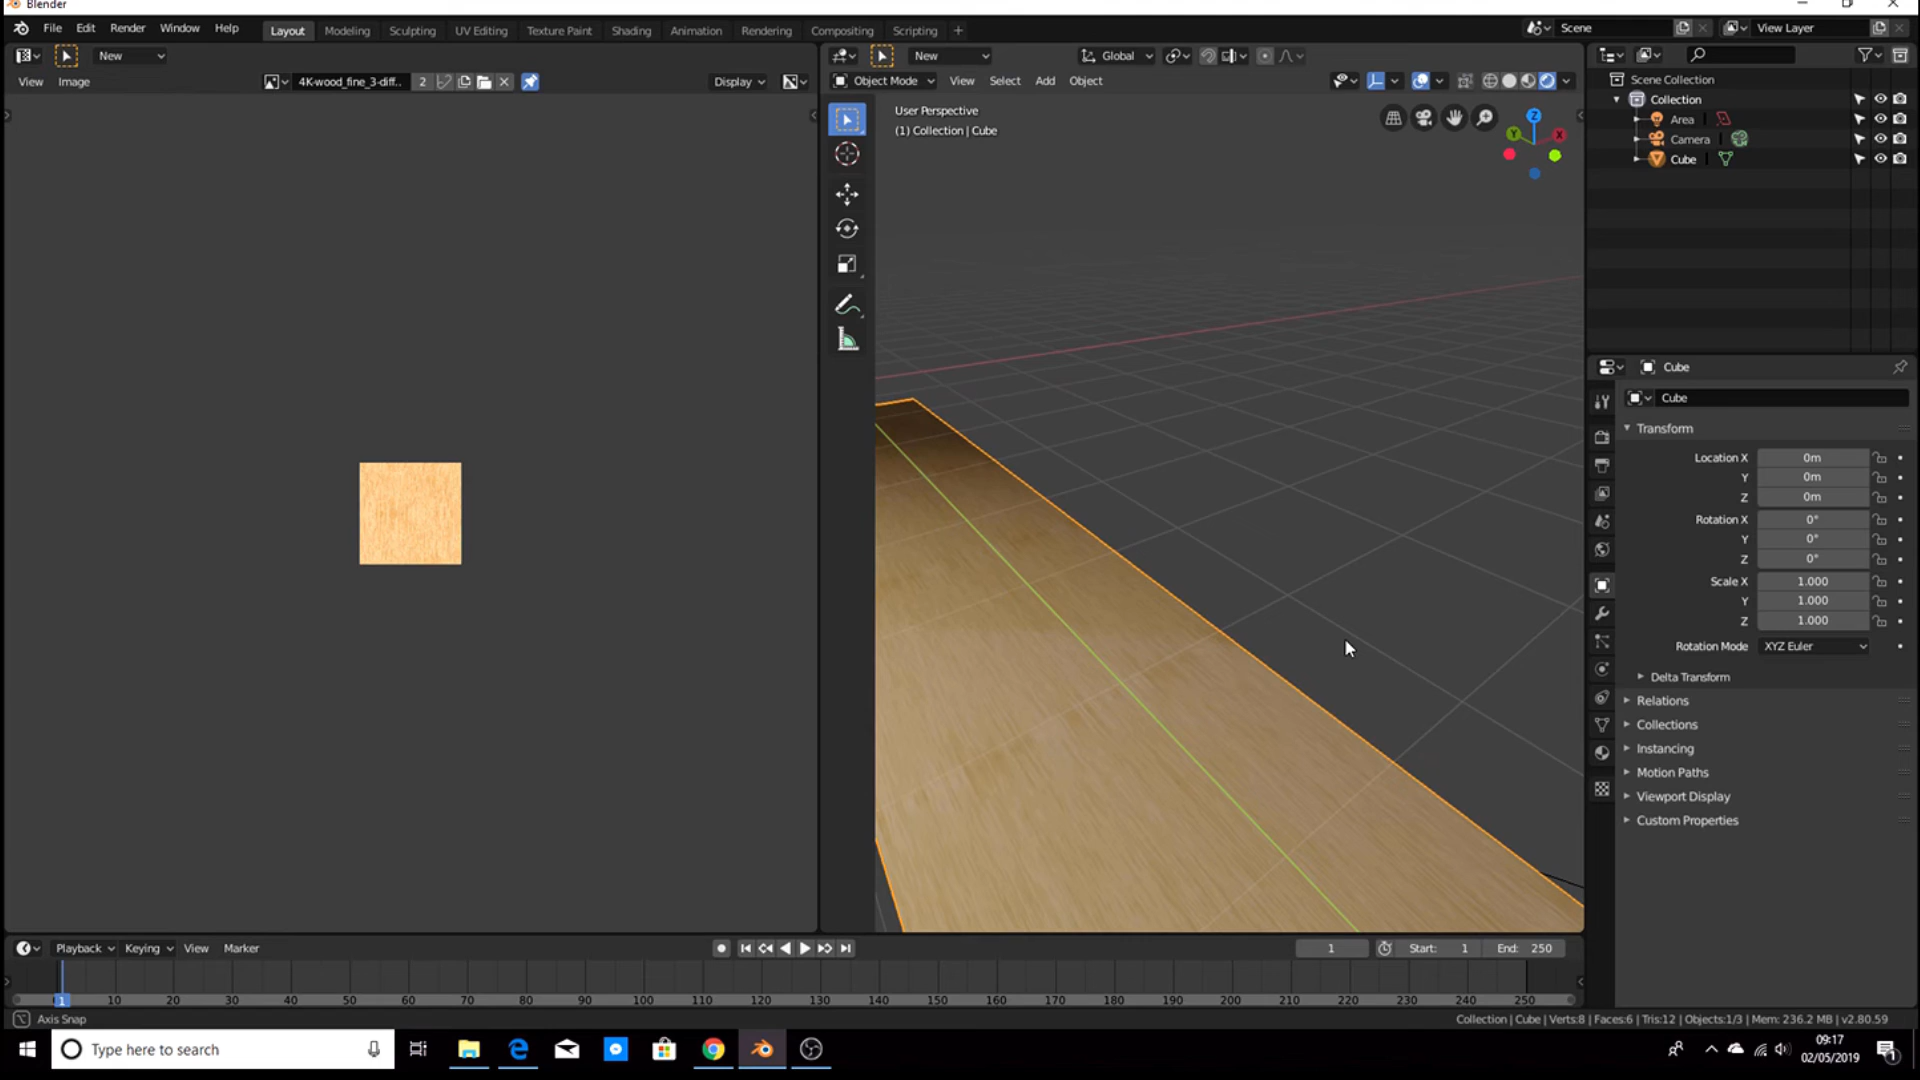 Blender
File Edit Render Window Help Layout Modeling Sculpting UV Editing Texture Paint Shading Animation Rendering Compositing Scripting + Scene View Layer
New New Global
View Image 4K-wood_fine_3-diff.. 2 Display Object Mode View Select Add Object
User Perspective
(1) Collection | Cube
Z
Y
X
Scene Collection
Collection
Area
Camera
Cube
Cube
Cube
Transform
Location X 0m
Y 0m
Z 0m
Rotation X 0°
Y 0°
Z 0°
Scale X 1.000
Y 1.000
Z 1.000
Rotation Mode XYZ Euler
Delta Transform
Relations
Collections
Instancing
Motion Paths
Viewport Display
Custom Properties
Playback Keying View Marker 1 Start: 1 End: 250
1 10 20 30 40 50 60 70 80 90 100 110 120 130 140 150 160 170 180 190 200 210 220 230 240 250
Axis Snap Collection | Cube | Verts:8 | Faces:6 | Tris:12 | Objects:1/3 | Mem: 236.2 MB | v2.80.59
Type here to search
09:17
02/05/2019
1